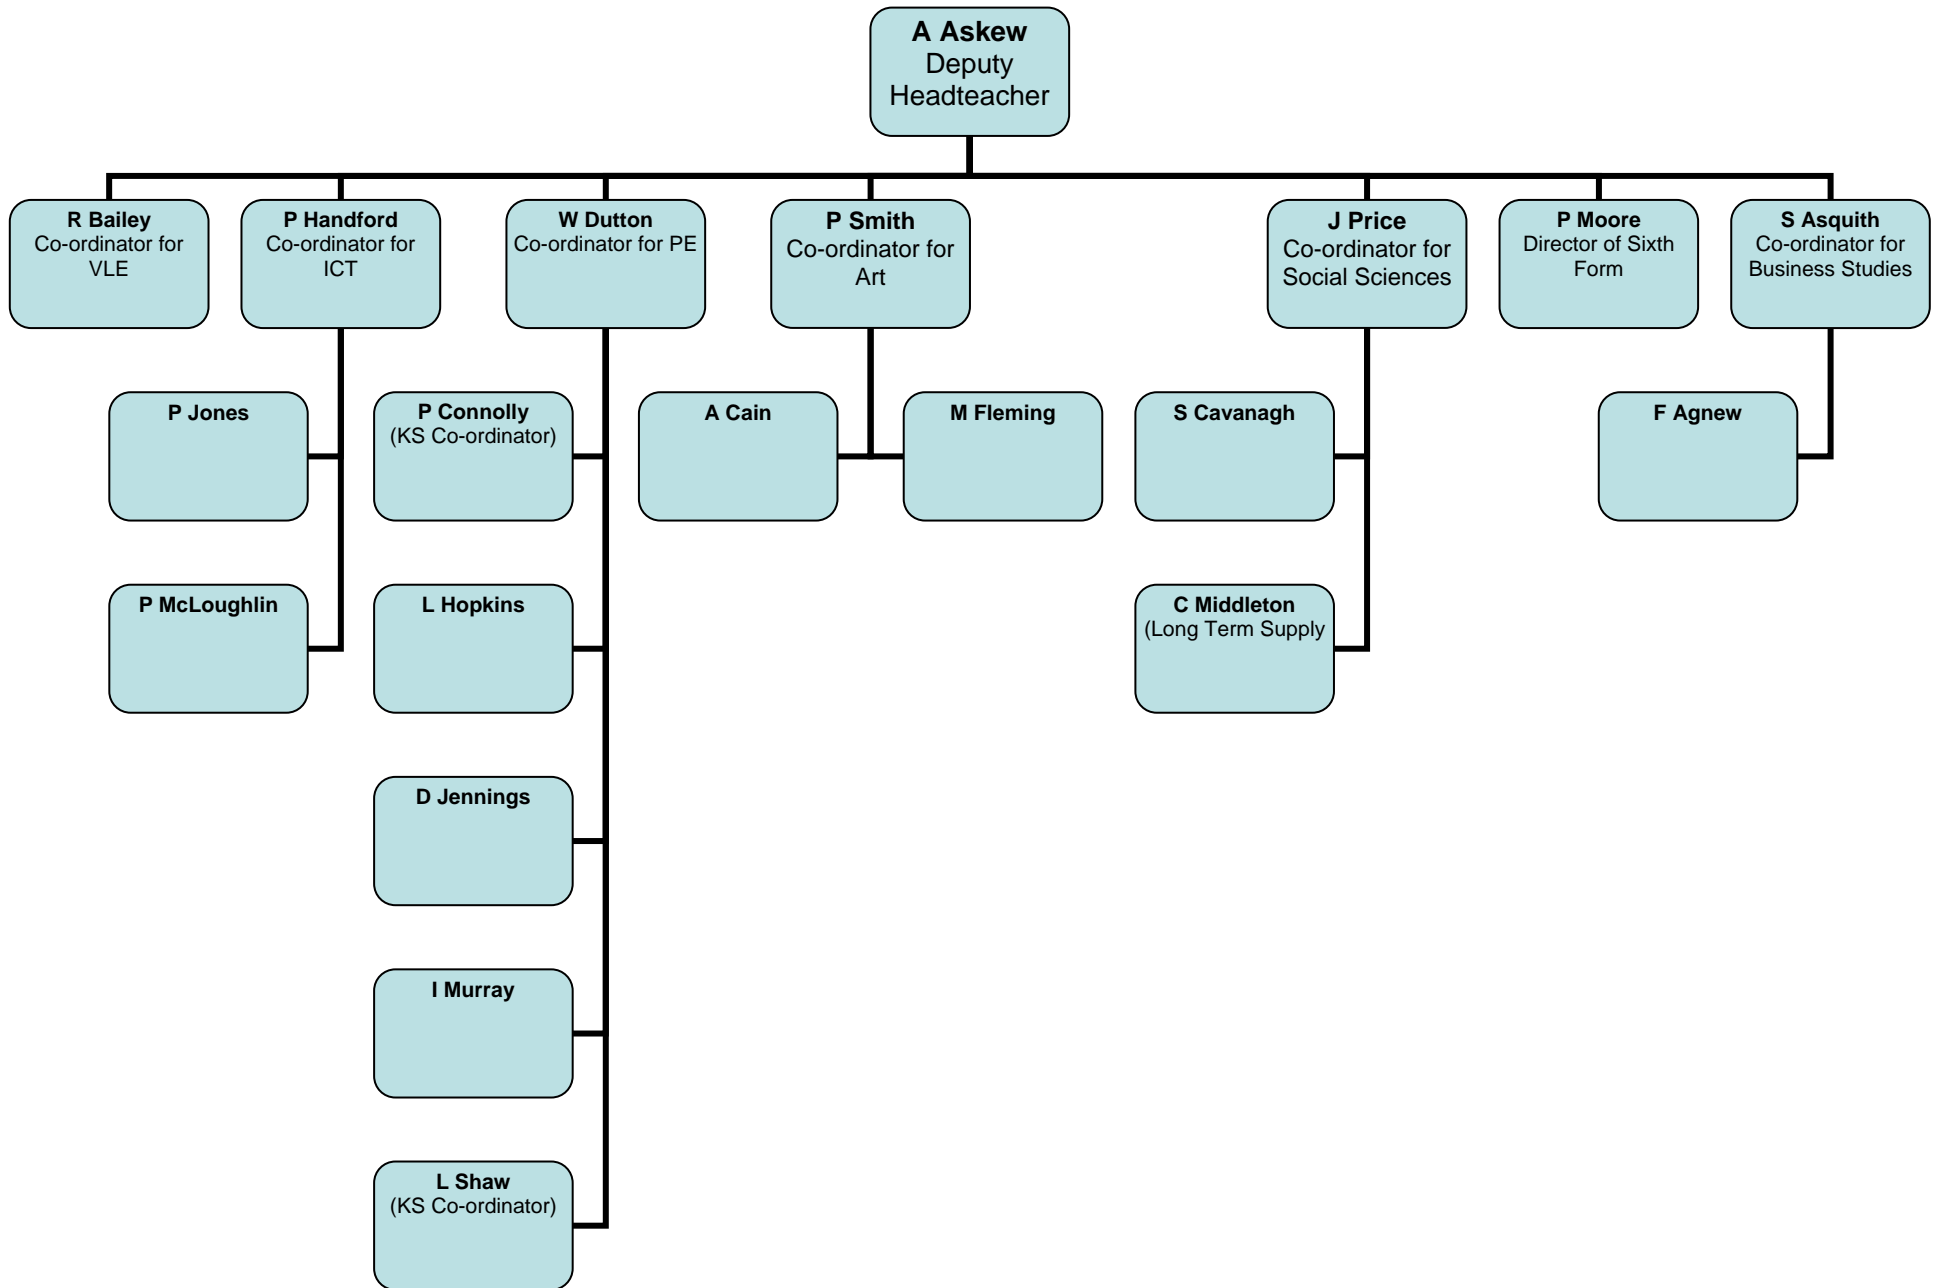 A Askew
Deputy
Headteacher
R Bailey
Co-ordinator for
VLE
P Handford
Co-ordinator for
ICT
W Dutton
Co-ordinator for PE
P Smith
Co-ordinator for
Art
J Price
Co-ordinator for
Social Sciences
P Moore
Director of Sixth
Form
S Asquith
Co-ordinator for
Business Studies
P Jones
P Connolly
(KS Co-ordinator)
A Cain
M Fleming
S Cavanagh
F Agnew
P McLoughlin
L Hopkins
C Middleton
(Long Term Supply
D Jennings
I Murray
L Shaw
(KS Co-ordinator)